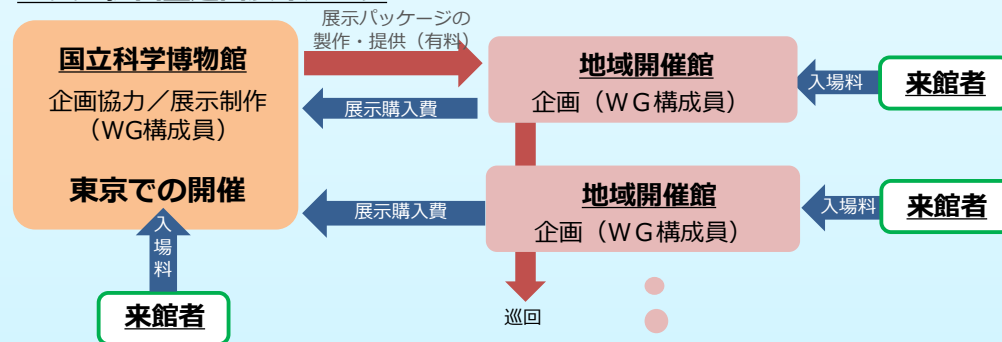 展示パッケージの
製作・提供（有料）
国立科学博物館
企画協力／展示制作
（WG構成員）
東京での開催
地域開催館
企画（ＷＧ構成員）
入場料
来館者
展示購入費
地域開催館
企画（ＷＧ構成員）
入場料
来館者
展示購入費
入場料
来館者
巡回